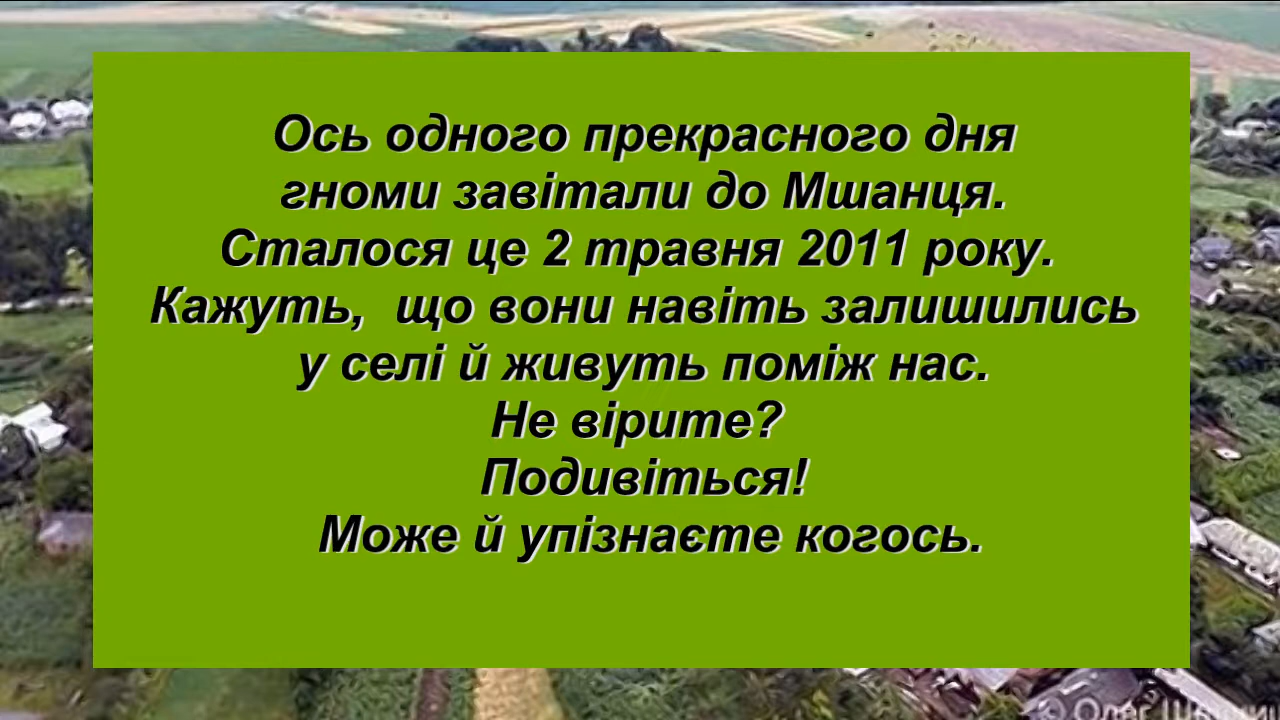 Ось одного прекрасного дня
гноми завітали до Мшанця.
Сталося це 2 травня 2011 року.
Кажуть,  що вони навіть залишились
у селі й живуть поміж нас.
Не вірите?
Подивіться!
Може й упізнаєте когось.
© Олег